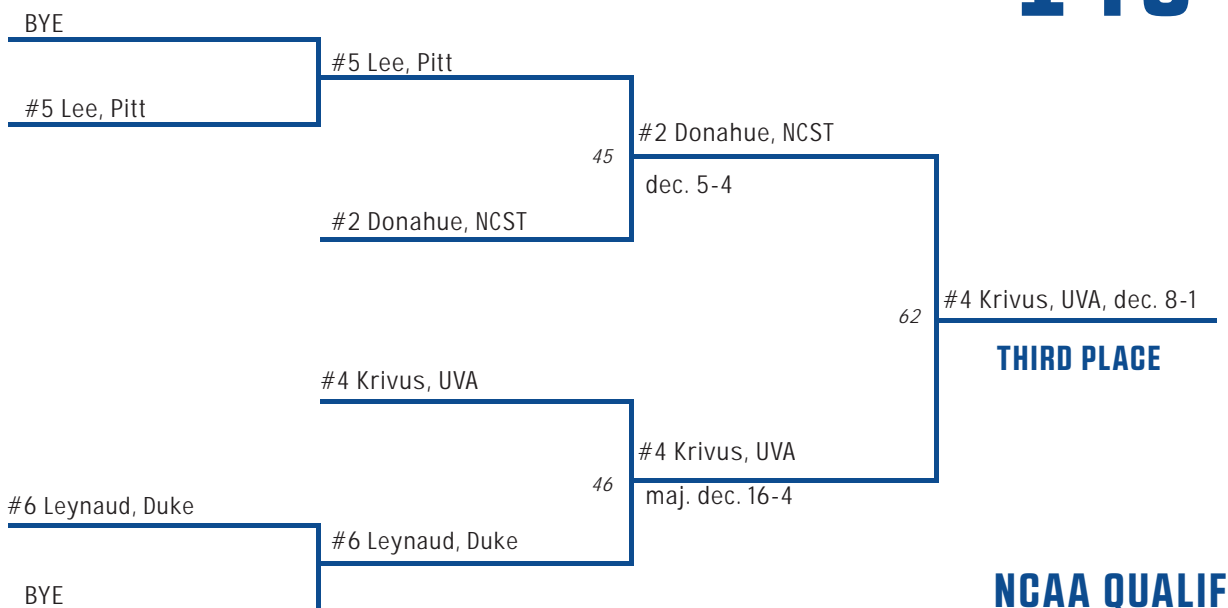 BYE
#5 Lee, Pitt
#5 Lee, Pitt
#2 Donahue, NCST
45
dec. 5-4
#2 Donahue, NCST
#4 Krivus, UVA, dec. 8-1
62
THIRD PLACE
#4 Krivus, UVA
#4 Krivus, UVA
46
maj. dec. 16-4
#6 Leynaud, Duke
#6 Leynaud, Duke
BYE
NCAA QUALIF